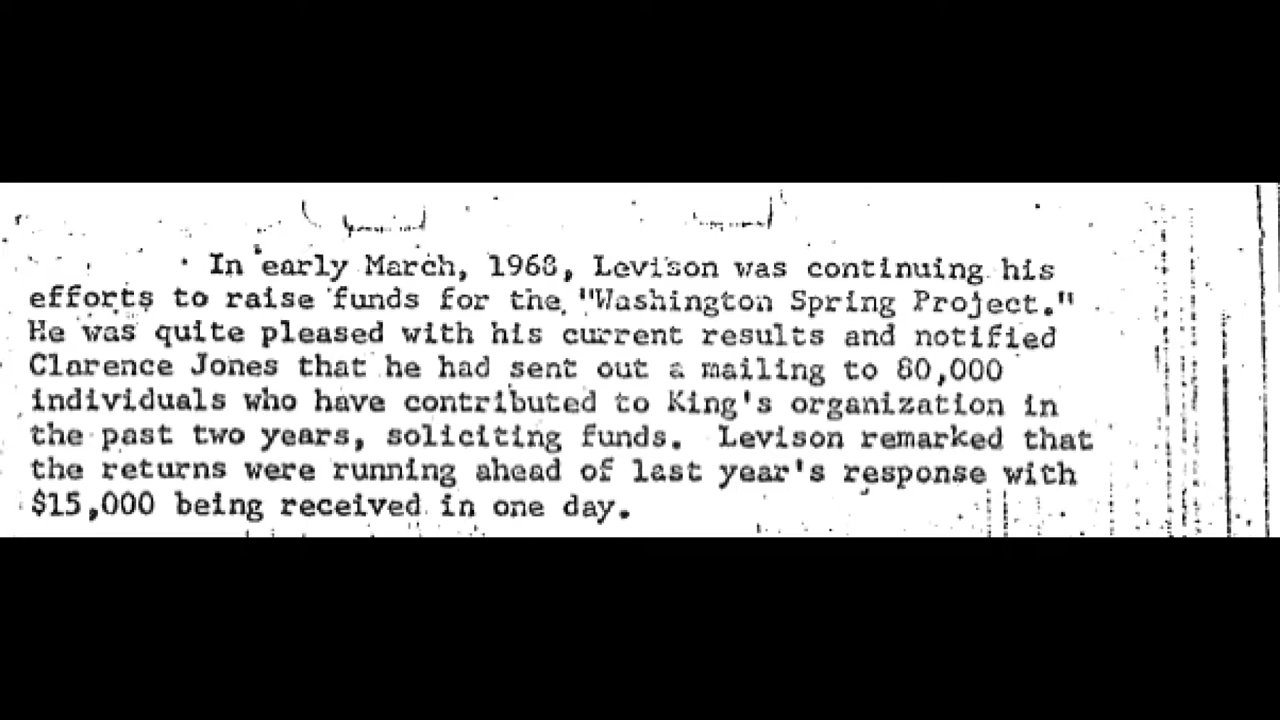 In early March, 1968, Levison was continuing his
efforts to raise funds for the "Washington Spring Project."
He was quite pleased with his current results and notified
Clarence Jones that he had sent out a mailing to 80,000
individuals who have contributed to King's organization in
the past two years, soliciting funds. Levison remarked that
the returns were running ahead of last year's response with
$15,000 being received in one day.